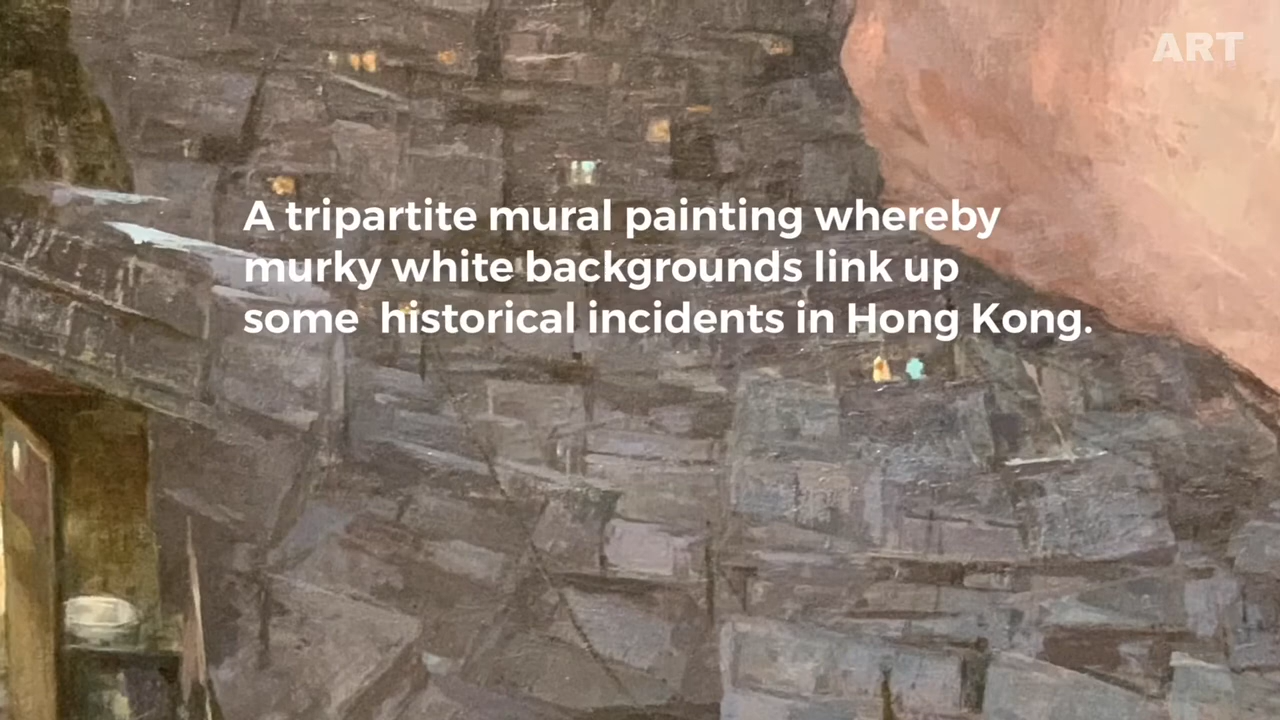 ART
A tripartite mural painting whereby
murky white backgrounds link up
some  historical incidents in Hong Kong.